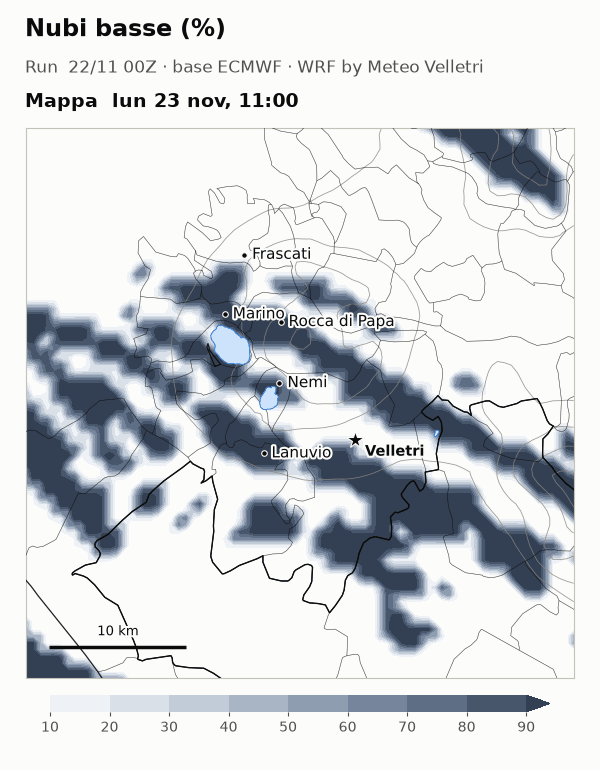 Nubi basse (%)
Run 22/11 00Z · base ECMWF · WRF by Meteo Velletri
Mappa lun 23 nov, 11:00
Frascati
Marino
Rocca di Papa
Nemi
Velletri
Lanuvio
10 km
10 20 30 40 50 60 70 80 90